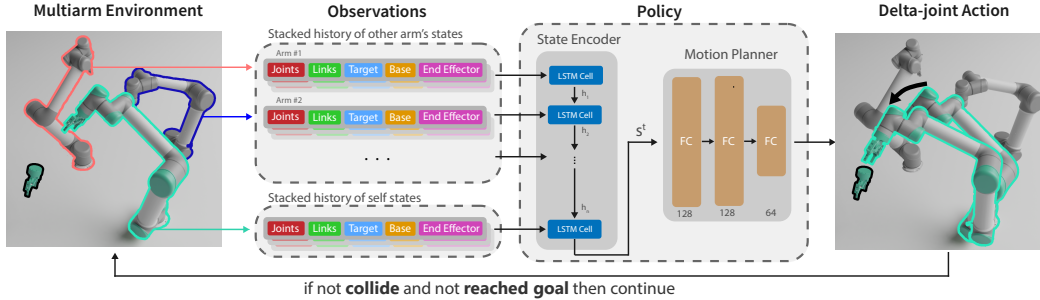 Multiarm Environment
Observations
Policy
Delta-joint Action
Stacked history of other arm's states
Arm #1
Joints Links Target Base End Effector
Arm #2
Joints Links Target Base End Effector
. . .
Stacked history of self states
Joints Links Target Base End Effector
State Encoder
LSTM Cell
h₁
LSTM Cell
h₂
...
hₙ
LSTM Cell
Sᵗ
Motion Planner
FC FC FC
128 128 64
if not collide and not reached goal then continue